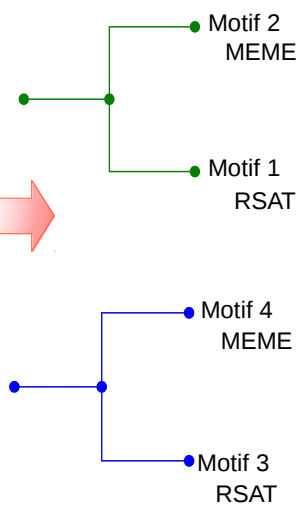 Motif 2
MEME
Motif 1
RSAT
Motif 4
MEME
Motif 3
RSAT